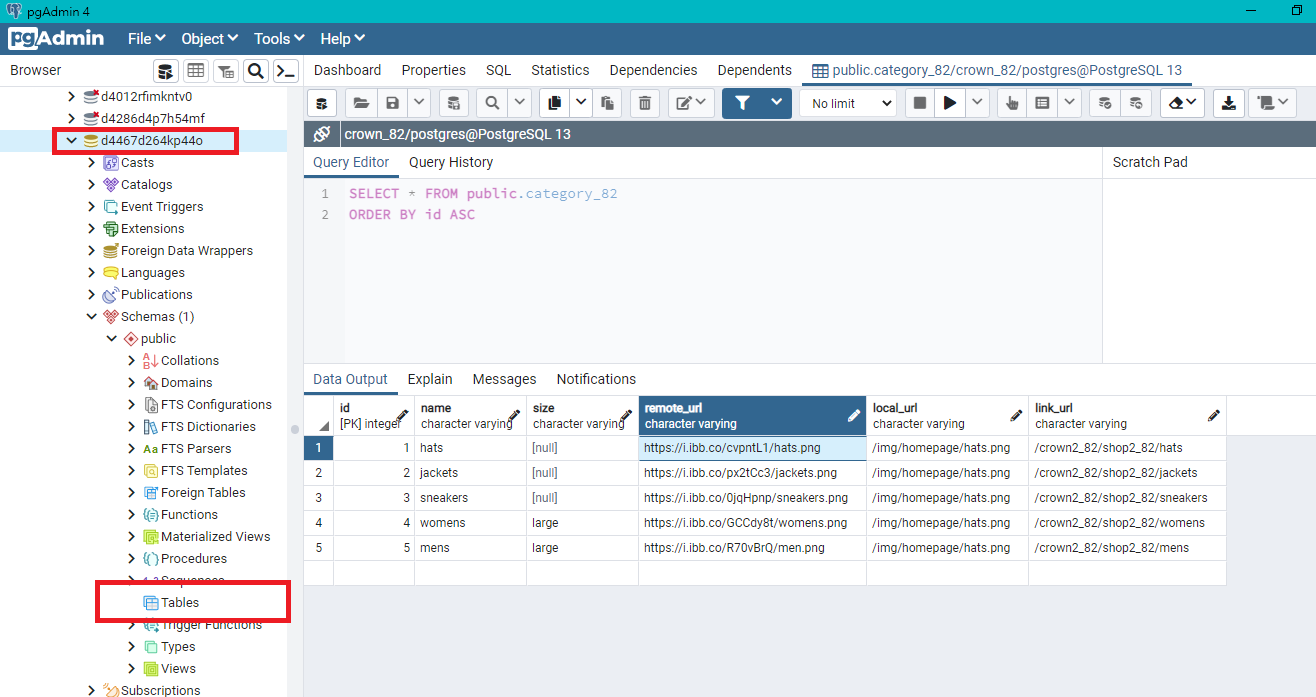 pgAdmin 4
pgAdmin File Object Tools Help
Browser
Dashboard Properties SQL Statistics Dependencies Dependents public.category_82/crown_82/postgres@PostgreSQL 13
d4012rfimkntv0
d4286d4p7h54mf
d4467d264kp44o
Casts
Catalogs
Event Triggers
Extensions
Foreign Data Wrappers
Languages
Publications
Schemas (1)
public
Collations
Domains
FTS Configurations
FTS Dictionaries
FTS Parsers
FTS Templates
Foreign Tables
Functions
Materialized Views
Procedures
Sequences
Tables
Trigger Functions
Types
Views
Subscriptions
No limit
crown_82/postgres@PostgreSQL 13
Query Editor Query History Scratch Pad
1 SELECT * FROM public.category_82
2 ORDER BY id ASC
Data Output Explain Messages Notifications
id name size remote_url local_url link_url
[PK] integer character varying character varying character varying character varying character varying
1 1 hats [null] https://i.ibb.co/cvpntL1/hats.png /img/homepage/hats.png /crown2_82/shop2_82/hats
2 2 jackets [null] https://i.ibb.co/px2tCc3/jackets.png /img/homepage/hats.png /crown2_82/shop2_82/jackets
3 3 sneakers [null] https://i.ibb.co/0jqHpnp/sneakers.png /img/homepage/hats.png /crown2_82/shop2_82/sneakers
4 4 womens large https://i.ibb.co/GCCdy8t/womens.png /img/homepage/hats.png /crown2_82/shop2_82/womens
5 5 mens large https://i.ibb.co/R70vBrQ/men.png /img/homepage/hats.png /crown2_82/shop2_82/mens